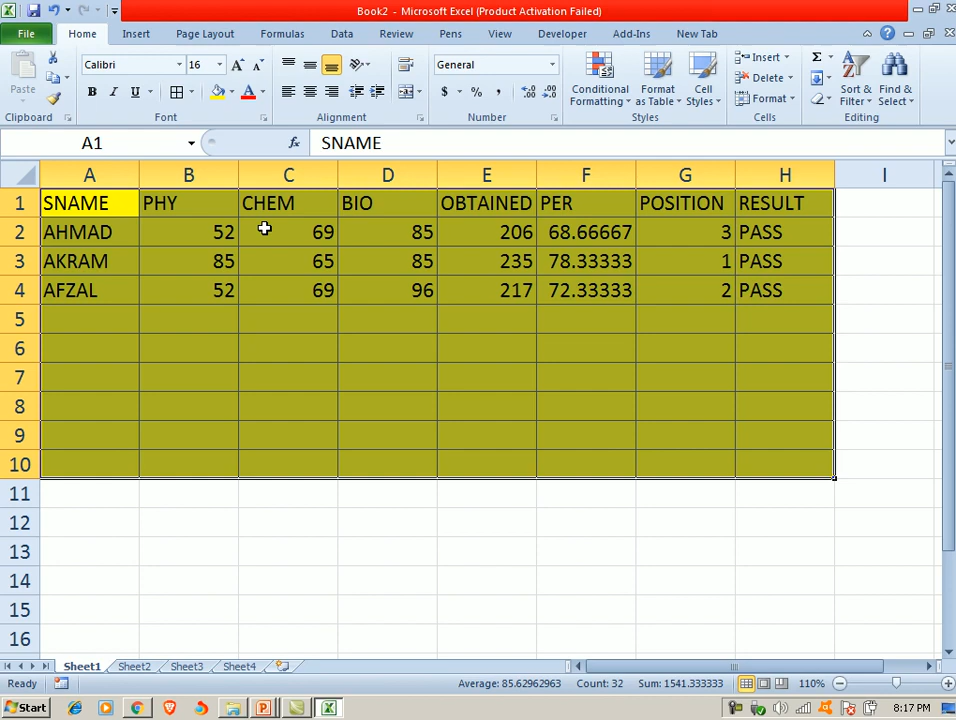 Book2 - Microsoft Excel (Product Activation Failed)
File Home Insert Page Layout Formulas Data Review Pens View Developer Add-Ins New Tab
Paste
Calibri 16
General
B I U
$ % ,
Conditional Formatting
Format as Table
Cell Styles
Insert
Delete
Format
Sort & Filter
Find & Select
Clipboard Font Alignment Number Styles Cells Editing
A1 fx SNAME
A B C D E F G H I
1 SNAME PHY CHEM BIO OBTAINED PER POSITION RESULT
2 AHMAD 52 69 85 206 68.66667 3 PASS
3 AKRAM 85 65 85 235 78.33333 1 PASS
4 AFZAL 52 69 96 217 72.33333 2 PASS
5
6
7
8
9
10
11
12
13
14
15
16
Sheet1 Sheet2 Sheet3 Sheet4
Ready Average: 85.62962963 Count: 32 Sum: 1541.333333 110%
Start 8:17 PM